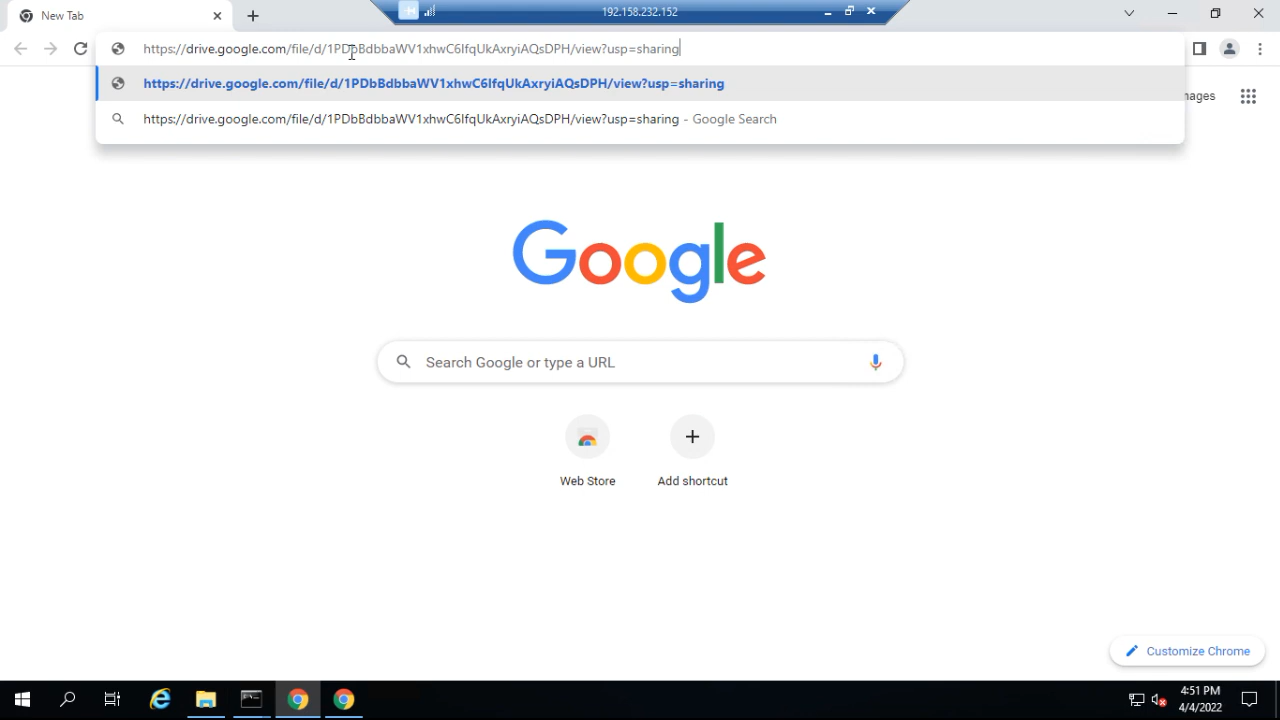 New Tab
192.158.232.152
https://drive.google.com/file/d/1PDbBdbbaWV1xhwC6IfqUkAxryiAQsDPH/view?usp=sharing
https://drive.google.com/file/d/1PDbBdbbaWV1xhwC6IfqUkAxryiAQsDPH/view?usp=sharing
https://drive.google.com/file/d/1PDbBdbbaWV1xhwC6IfqUkAxryiAQsDPH/view?usp=sharing - Google Search
mages
Google
Search Google or type a URL
Web Store
Add shortcut
Customize Chrome
4:51 PM
4/4/2022